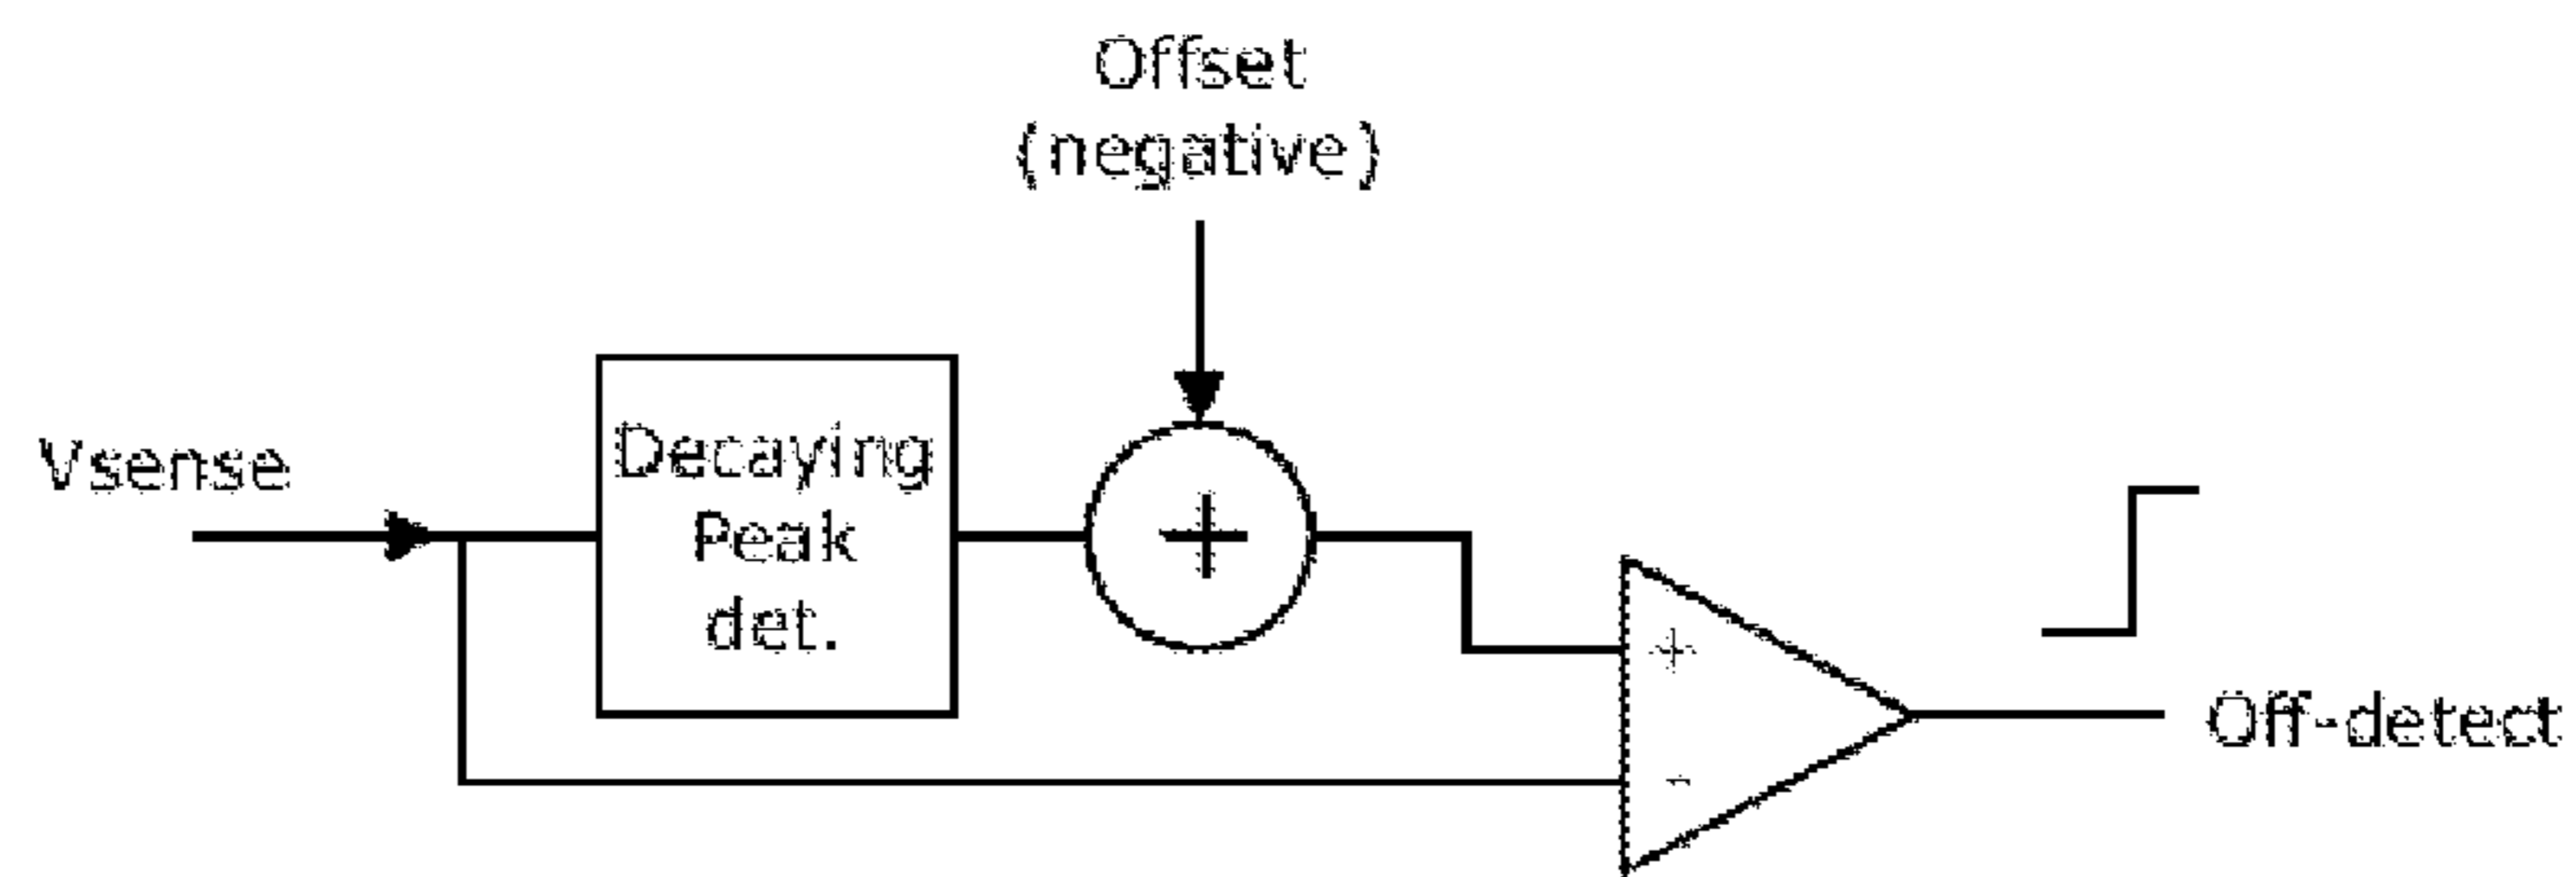 Offset
(negative)
Vsense
Decaying
Peak
det.
+
+
-
Off-detect